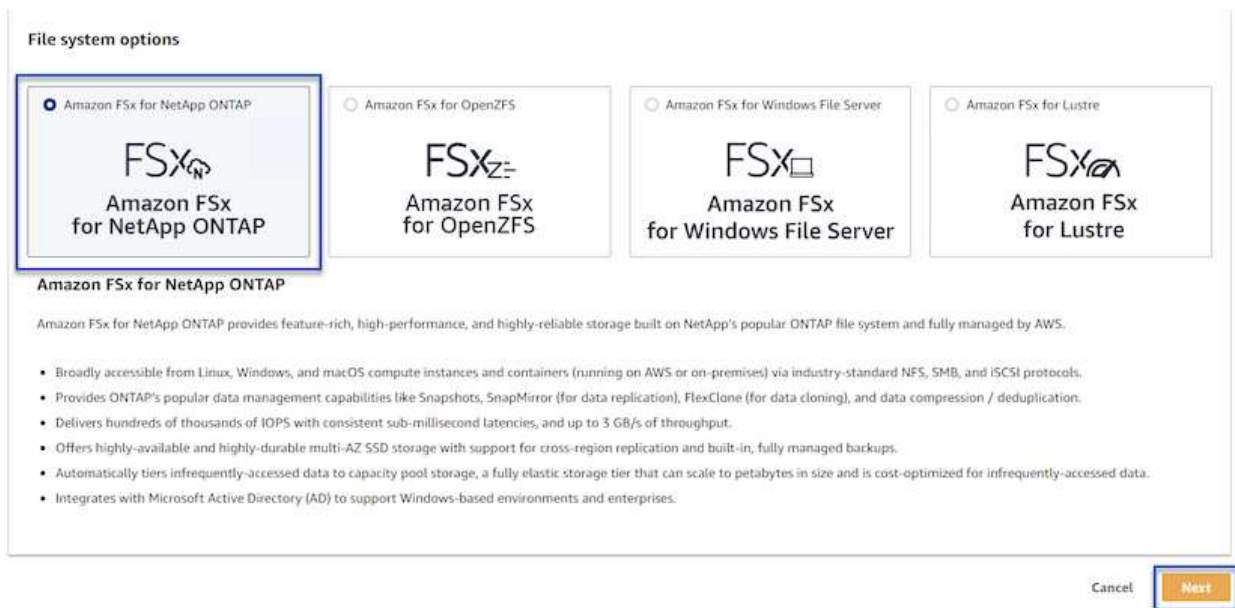 File system options
Amazon FSx for NetApp ONTAP
Amazon FSx for OpenZFS
Amazon FSx for Windows File Server
Amazon FSx for Lustre
FSx N
FSx Z
FSx
FSx
Amazon FSx
for NetApp ONTAP
Amazon FSx
for OpenZFS
Amazon FSx
for Windows File Server
Amazon FSx
for Lustre
Amazon FSx for NetApp ONTAP
Amazon FSx for NetApp ONTAP provides feature-rich, high-performance, and highly-reliable storage built on NetApp's popular ONTAP file system and fully managed by AWS.
• Broadly accessible from Linux, Windows, and macOS compute instances and containers (running on AWS or on-premises) via industry-standard NFS, SMB, and iSCSI protocols.
• Provides ONTAP's popular data management capabilities like Snapshots, SnapMirror (for data replication), FlexClone (for data cloning), and data compression / deduplication.
• Delivers hundreds of thousands of IOPS with consistent sub-millisecond latencies, and up to 3 GB/s of throughput.
• Offers highly-available and highly-durable multi-AZ SSD storage with support for cross-region replication and built-in, fully managed backups.
• Automatically tiers infrequently-accessed data to capacity pool storage, a fully elastic storage tier that can scale to petabytes in size and is cost-optimized for infrequently-accessed data.
• Integrates with Microsoft Active Directory (AD) to support Windows-based environments and enterprises.
Cancel
Next